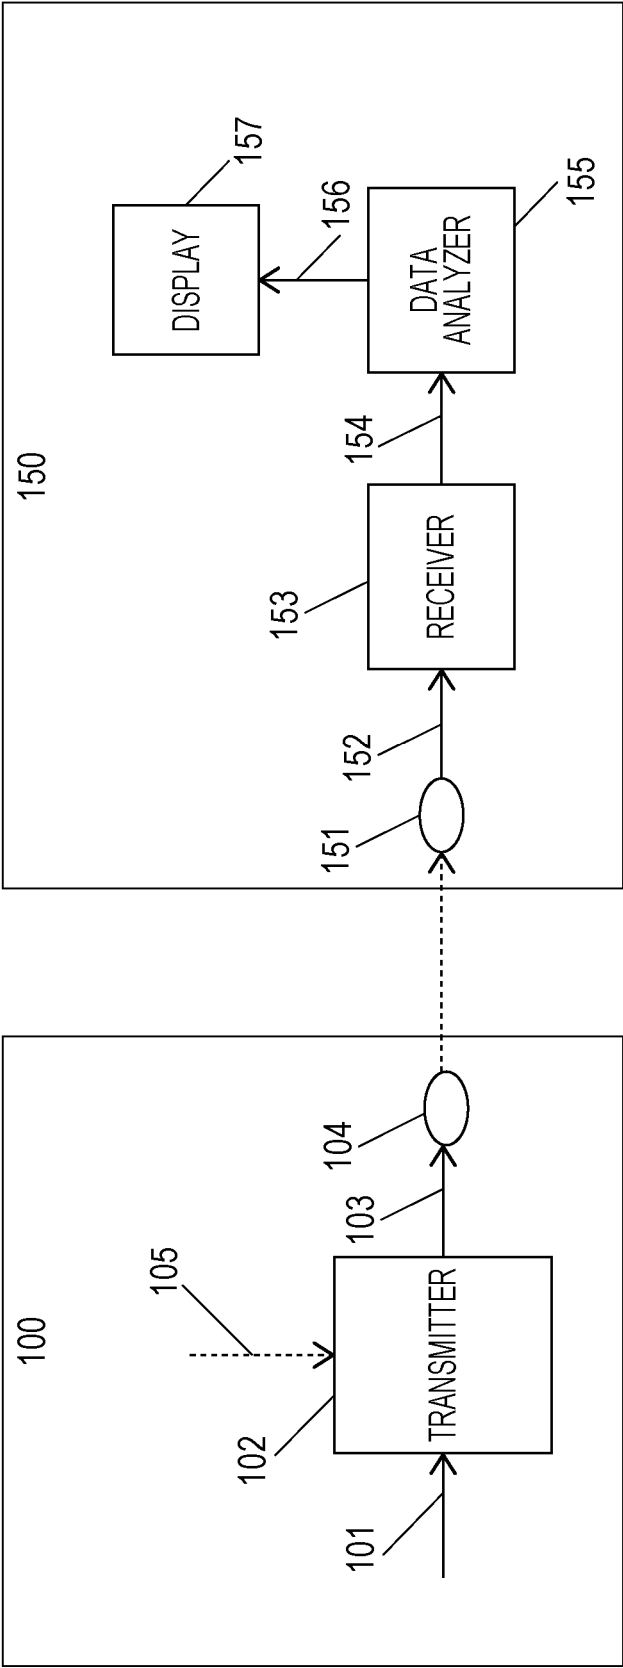 100
105
102
TRANSMITTER
101
103
104
150
151
152
153
RECEIVER
154
DATA
ANALYZER
155
156
DISPLAY
157